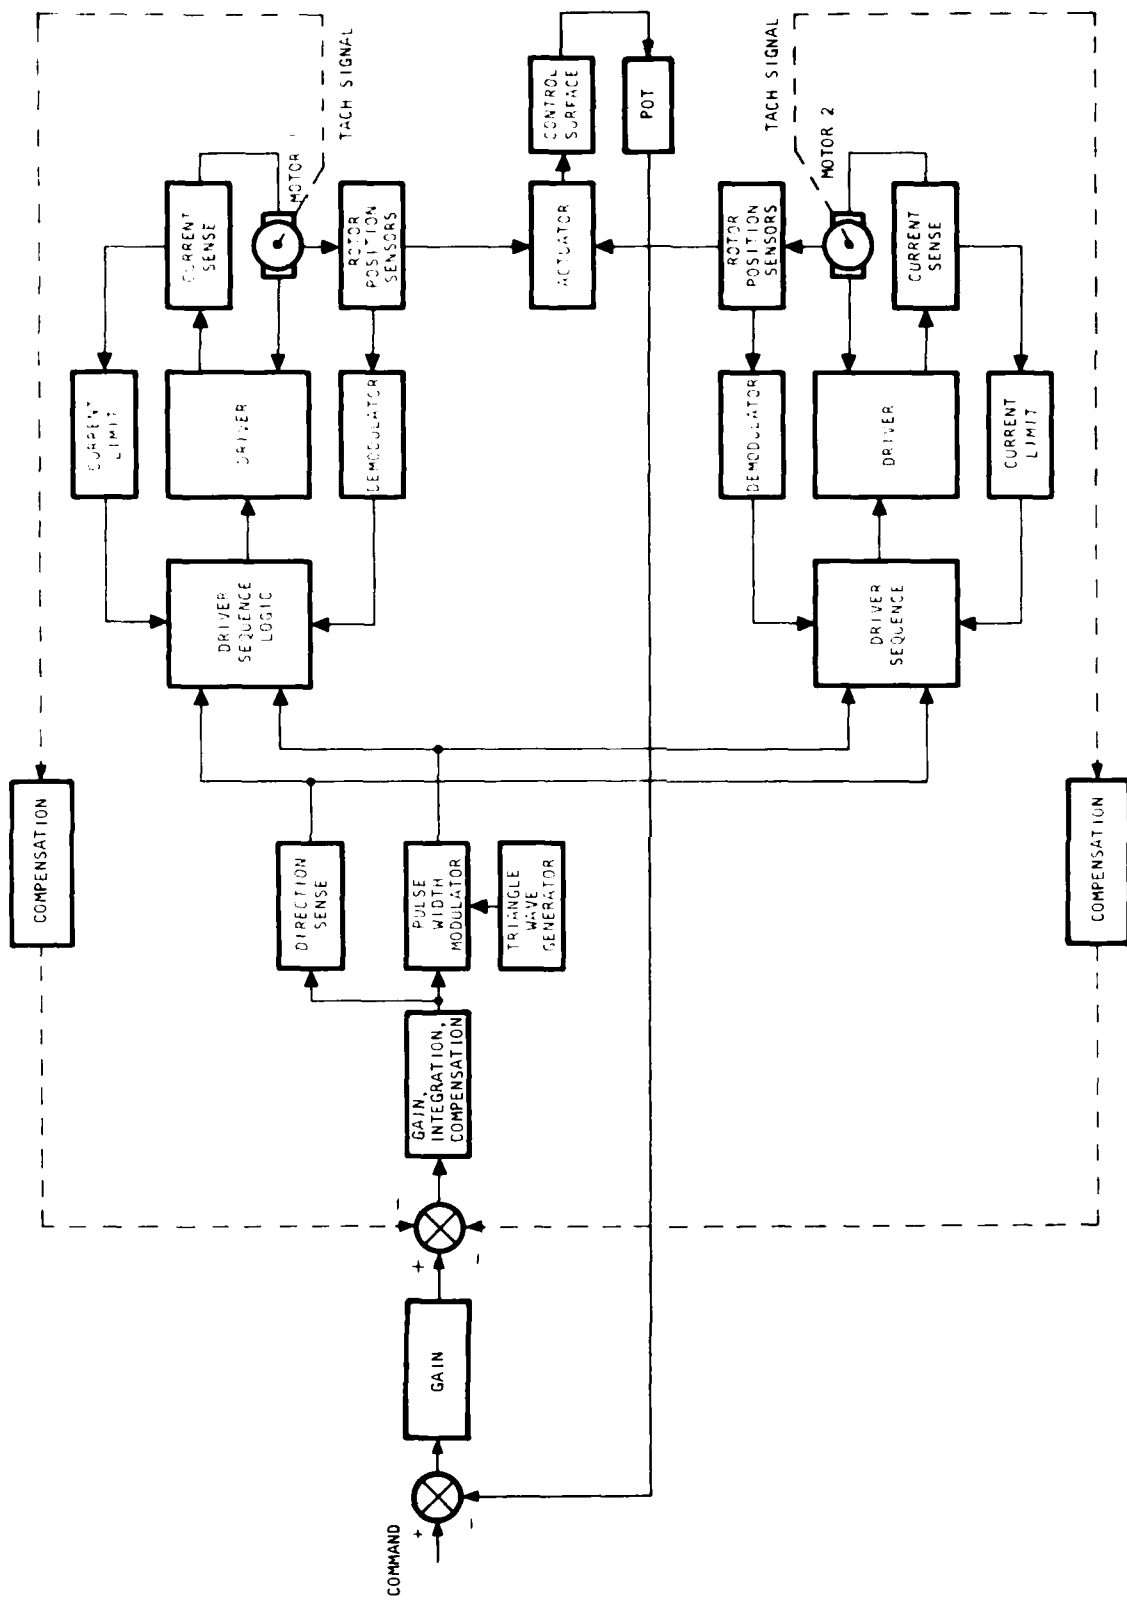 COMMAND
+
-
GAIN
+
-
-
GAIN,
INTEGRATION,
COMPENSATION
DIRECTION
SENSE
PULSE
WIDTH
MODULATOR
TRIANGLE
WAVE
GENERATOR
COMPENSATION
COMPENSATION
DRIVER
SEQUENCE
LOGIC
CURRENT
LIMIT
DRIVER
DEMODULATOR
CURRENT
SENSE
MOTOR
TACH SIGNAL
ROTOR
POSITION
SENSORS
ACTUATOR
CONTROL
SURFACE
POT
ROTOR
POSITION
SENSORS
TACH SIGNAL
MOTOR 2
CURRENT
SENSE
DEMODULATOR
DRIVER
CURRENT
LIMIT
DRIVER
SEQUENCE